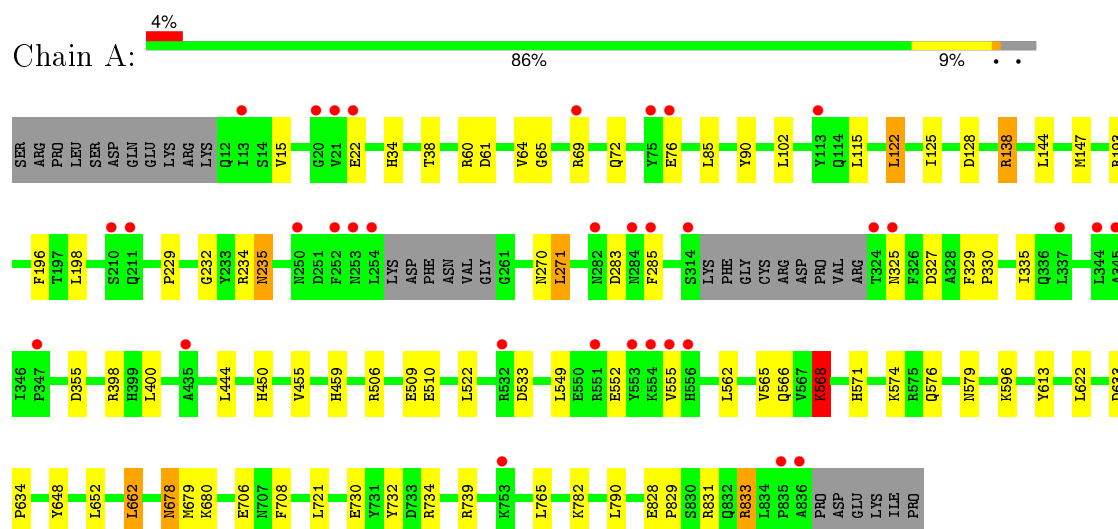 4%
Chain A:
86% 9% • •
SER ARG PRO LEU SER ASP GLN GLU LYS ARG LYS Q12 I13 S14 V15 G20 V21 E22 H34 T38 R60 D61 V64 G65 R69 Q72 Y75 E76 L85 Y90 L102 Y113 Q114 L115 L122 I125 D128 R138 L144 M147
F196 T197 L198 S210 Q211 P229 G232 Y233 R234 N235 N250 D251 F252 N253 L254 LYS ASP PHE ASN VAL GLY G261 N270 L271 N282 D283 N284 F285 S314 LYS PHE GLY CYS ARG ASP PRO VAL ARG T324 N325 F326 D327 A328 F329 P330 I335 Q336 L337 L344 A345
I346 P347 D355 R398 H399 L400 A435 L444 H450 V455 H459 R506 E509 E510 L522 R532 D533 L549 E550 R551 E552 Y553 K554 V555 H556 L562 V565 Q566 V567 K568 H571 K574 R575 Q576 N579 K596 Y613 L622
P634 Y648 L652 L662 N678 M679 K680 E706 N707 F708 L721 E730 Y731 Y732 D733 R734 R739 K753 L765 K782 L790 E828 P829 S830 R831 Q832 R833 L834 P835 A836 PRO ASP GLU LYS ILE PRO